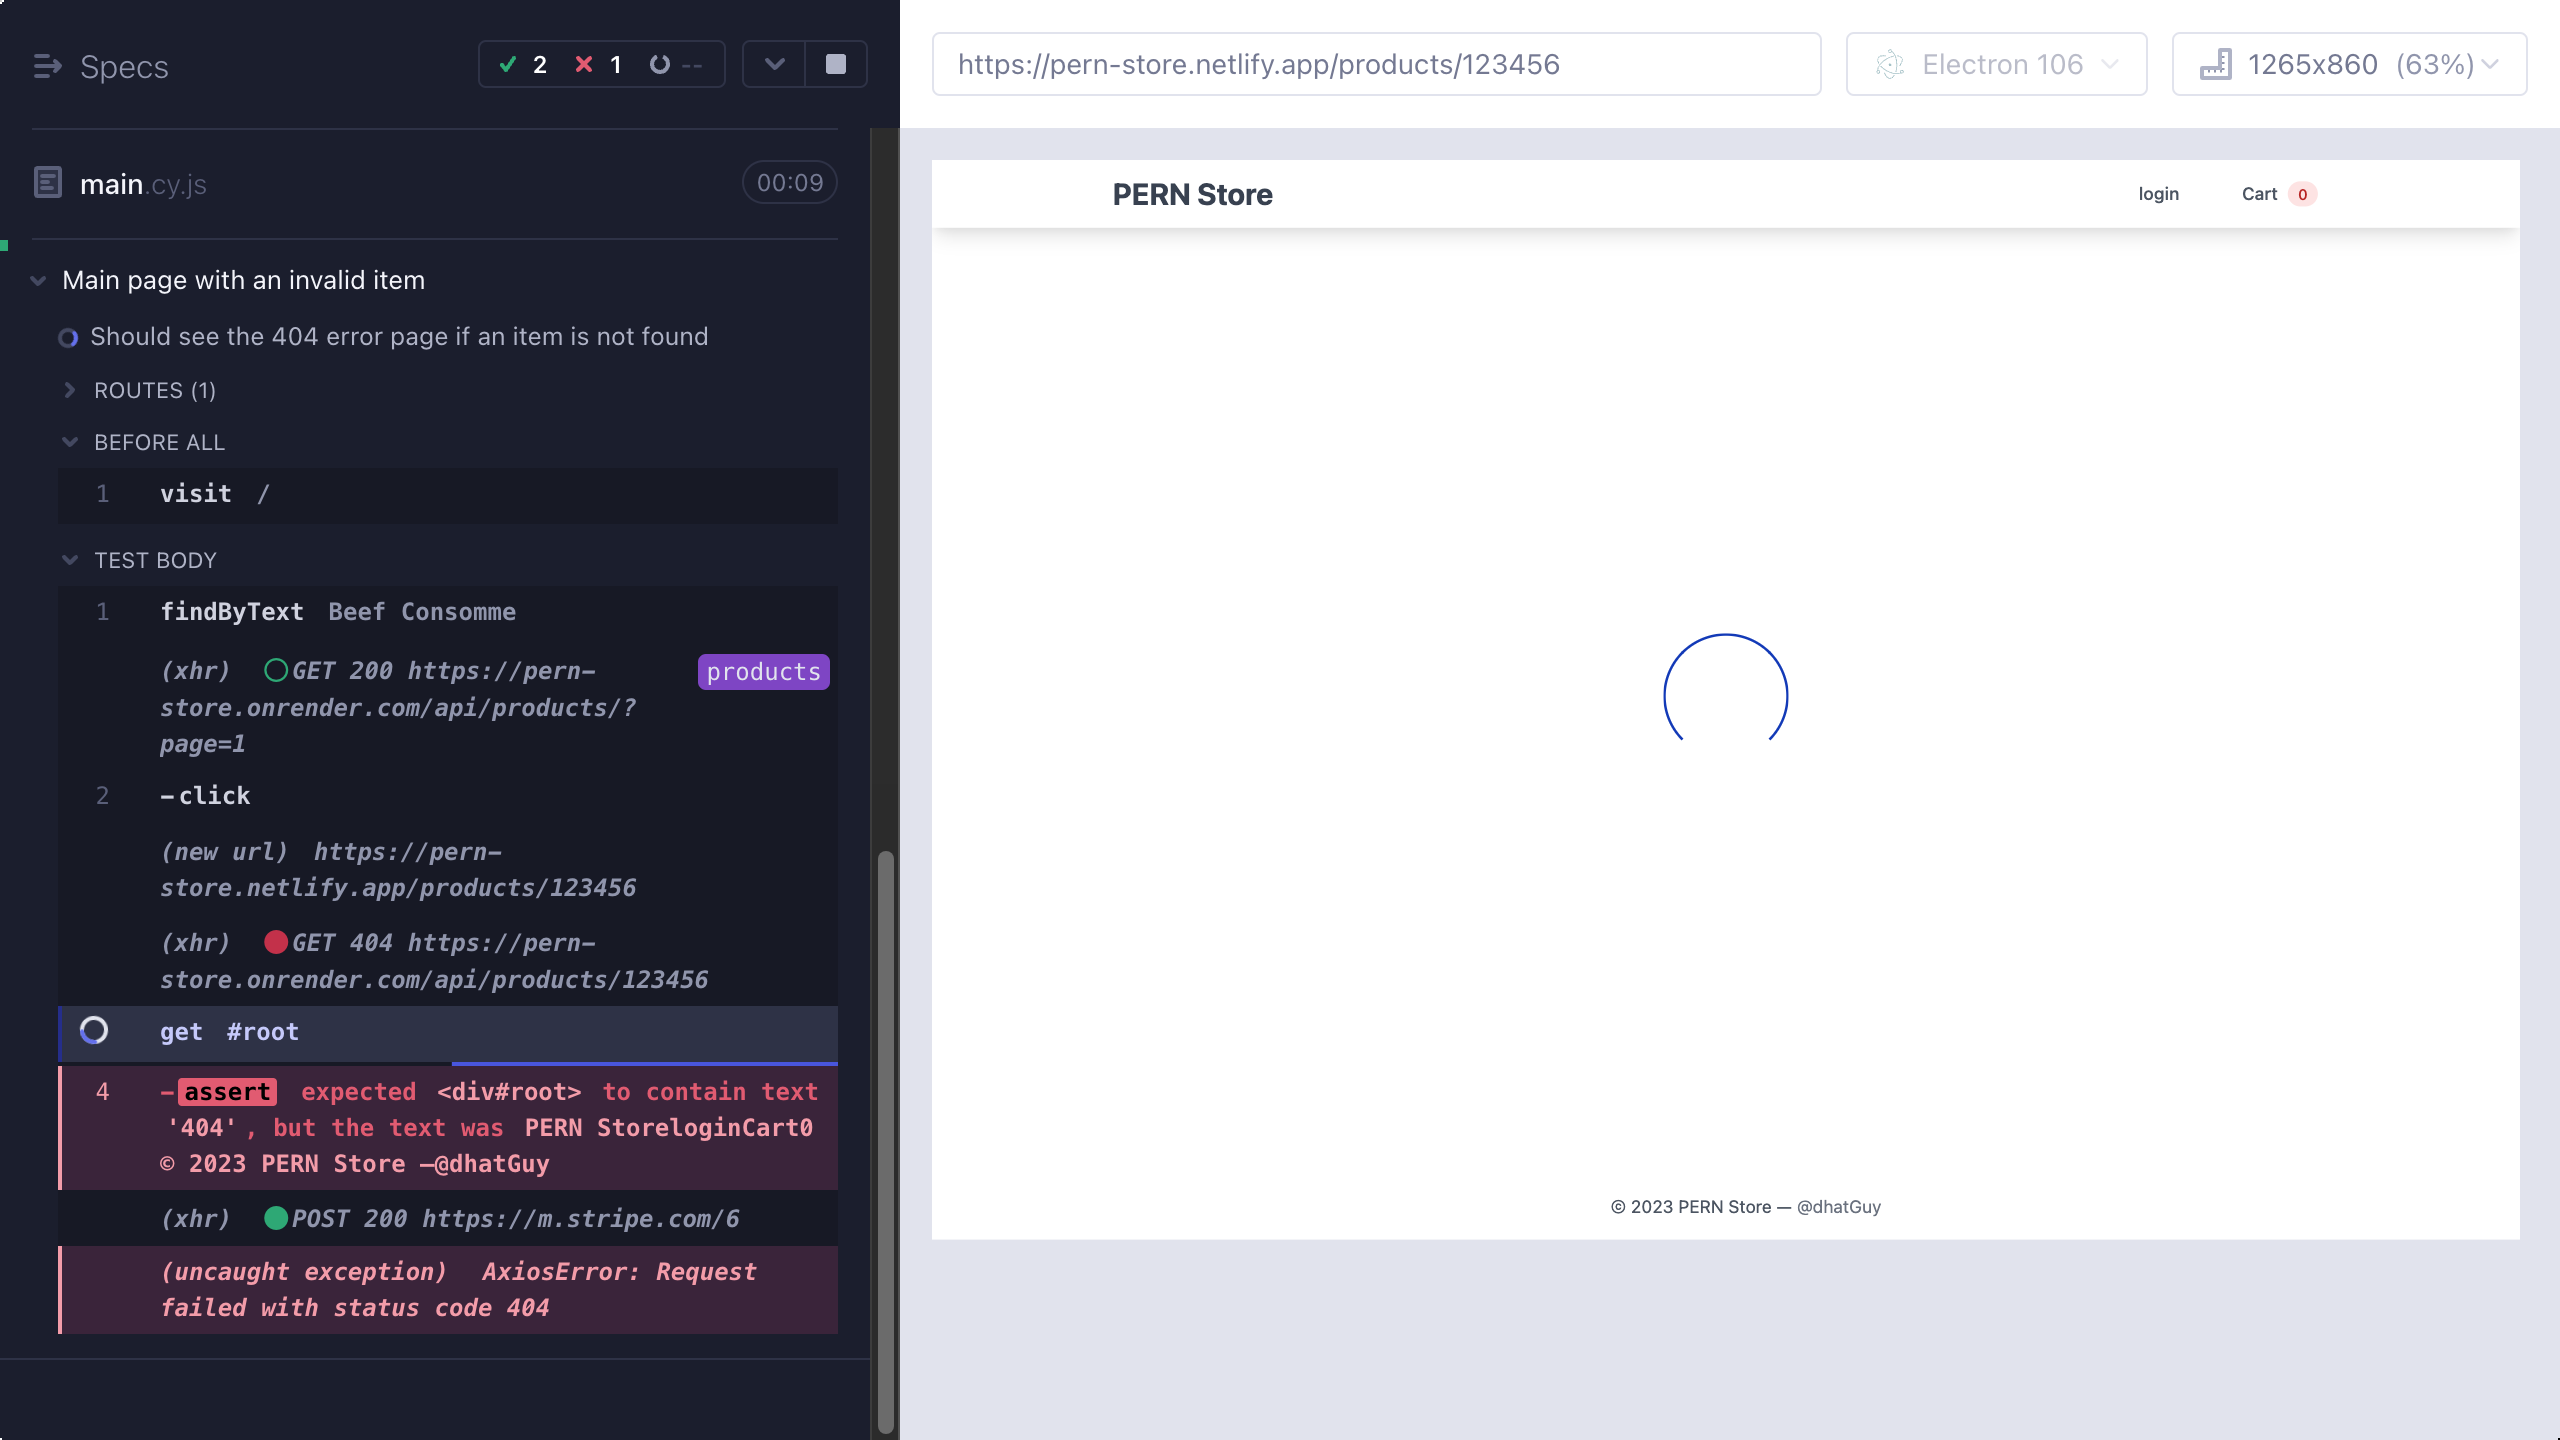 Specs
2 1 --
main.cy.js 00:09
Main page with an invalid item
Should see the 404 error page if an item is not found
ROUTES (1)
BEFORE ALL
1 visit /
TEST BODY
1 findByText Beef Consomme
(xhr) GET 200 https://pern- products
store.onrender.com/api/products/?
page=1
2 -click
(new url) https://pern-
store.netlify.app/products/123456
(xhr) GET 404 https://pern-
store.onrender.com/api/products/123456
get #root
4 -assert expected <div#root> to contain text
'404', but the text was PERN StoreloginCart0
© 2023 PERN Store —@dhatGuy
(xhr) POST 200 https://m.stripe.com/6
(uncaught exception) AxiosError: Request
failed with status code 404
https://pern-store.netlify.app/products/123456 Electron 106 1265x860 (63%)
PERN Store login Cart 0
© 2023 PERN Store — @dhatGuy